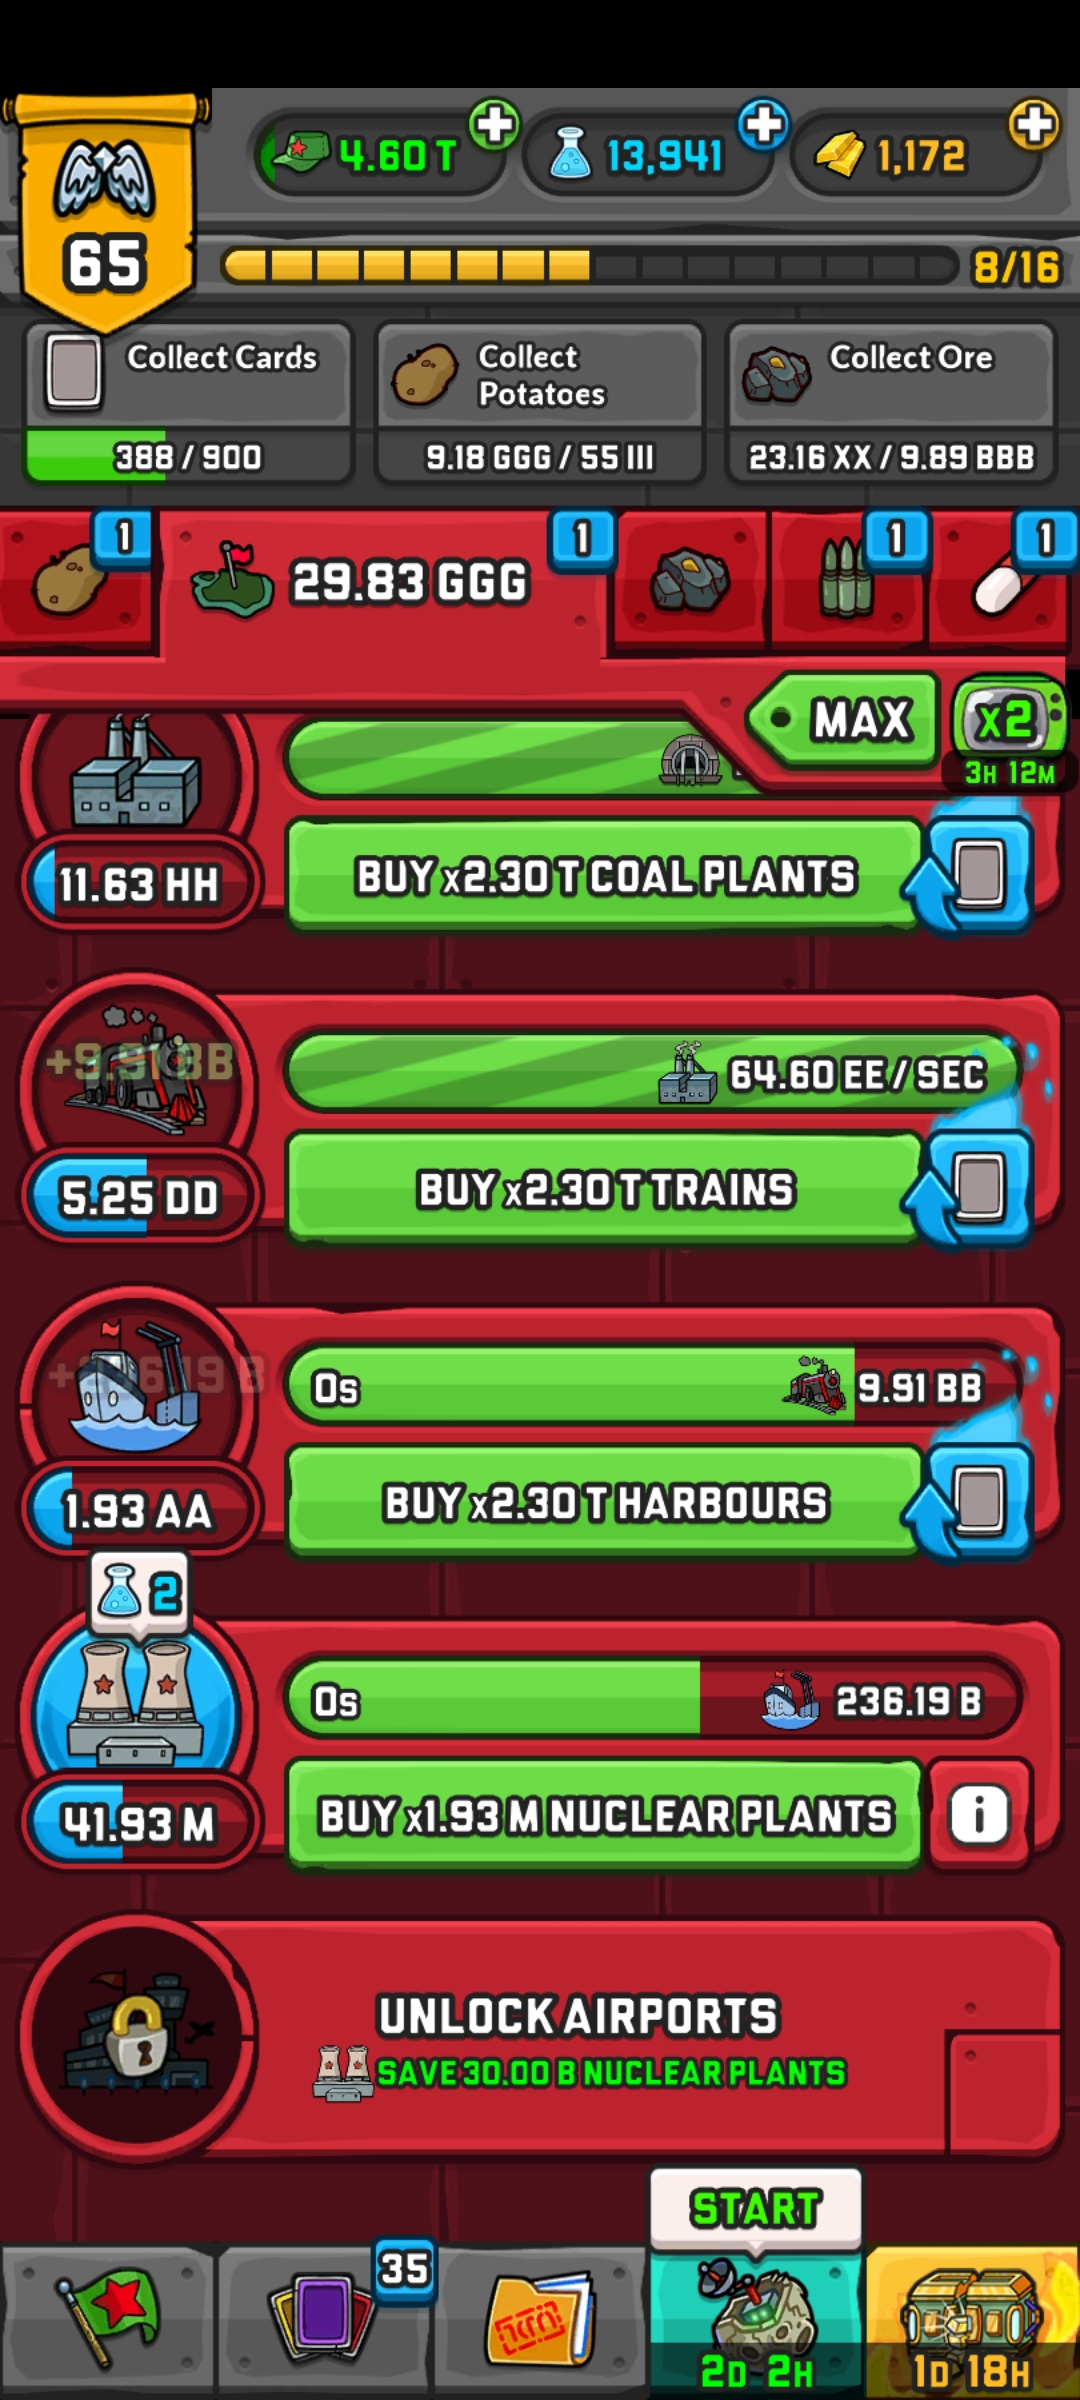 4.60 T
13,941
1,172
65
8/16
Collect Cards
388 / 900
Collect
Potatoes
9.18 GGG / 55 III
Collect Ore
23.16 XX / 9.89 BBB
1
29.83 GGG
1
1
1
MAX
x2
3H 12M
11.63 HH
BUY x2.30 T COAL PLANTS
64.60 EE / SEC
5.25 DD
BUY x2.30 T TRAINS
0s
9.91 BB
1.93 AA
BUY x2.30 T HARBOURS
2
0s
236.19 B
41.93 M
BUY x1.93 M NUCLEAR PLANTS
i
UNLOCK AIRPORTS
SAVE 30.00 B NUCLEAR PLANTS
START
35
2D 2H
1D 18H